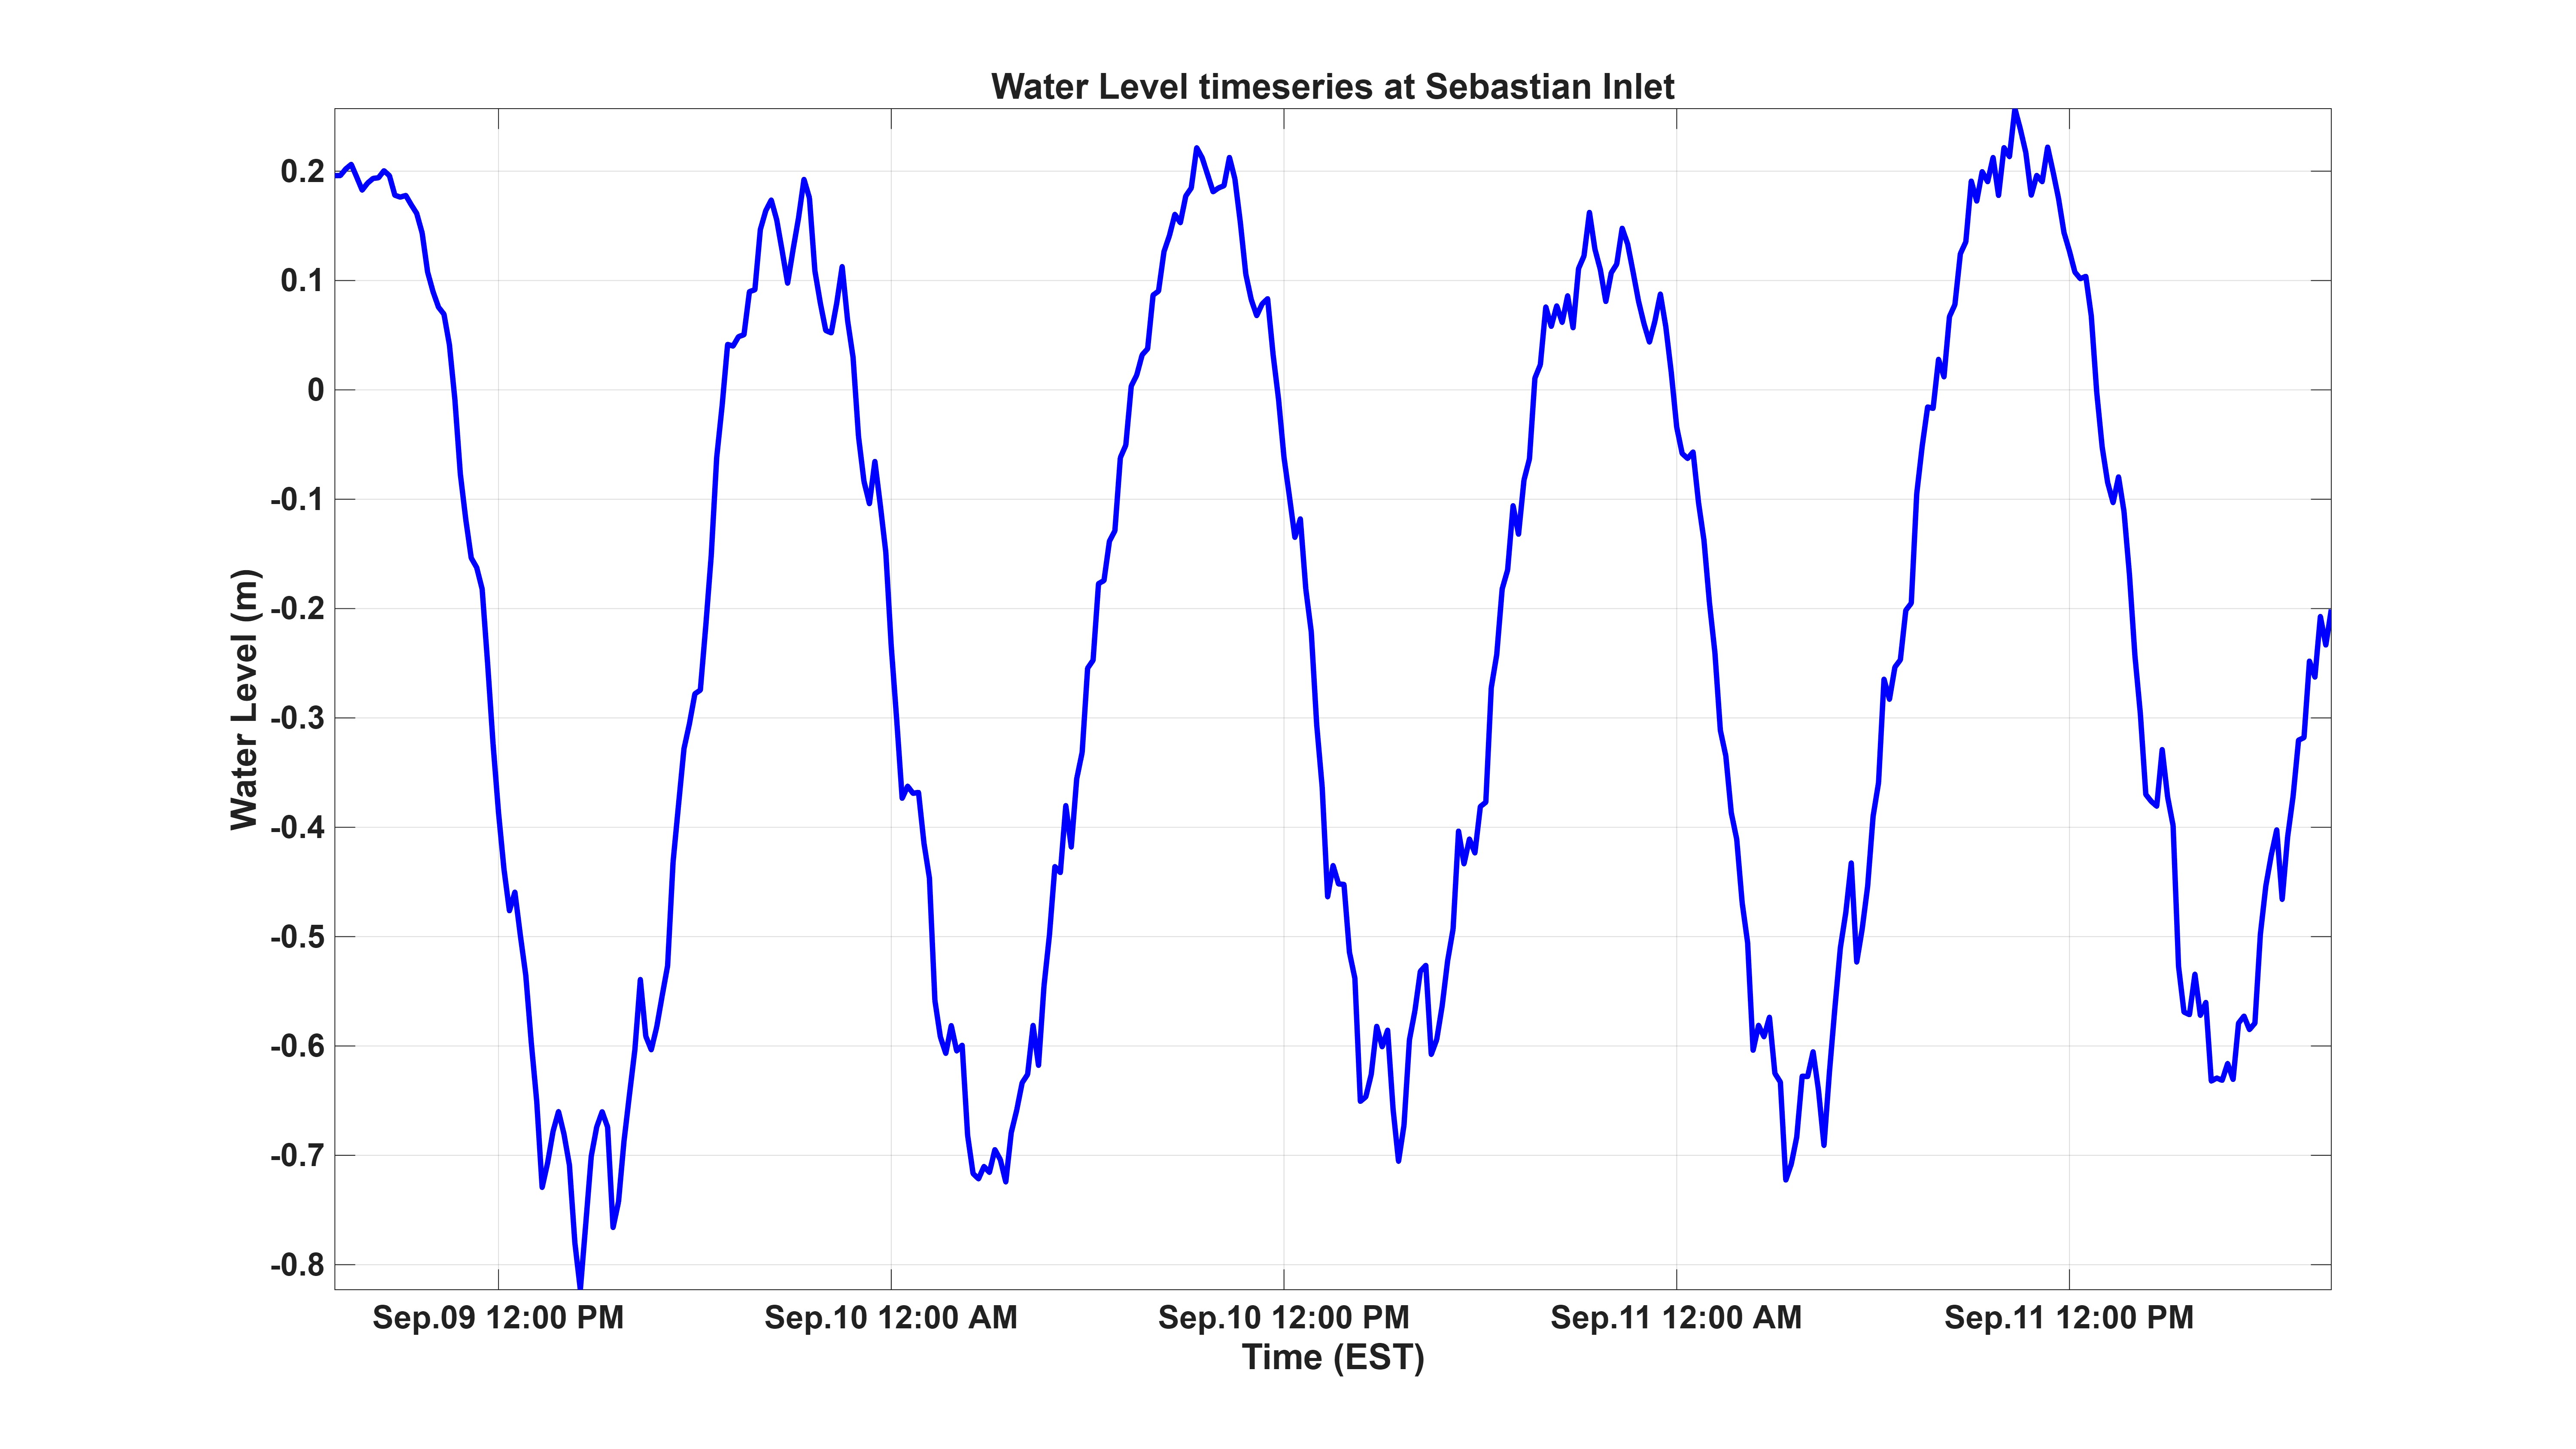 Water Level timeseries at Sebastian Inlet
0.2
0.1
0
-0.1
-0.2
-0.3
-0.4
-0.5
-0.6
-0.7
-0.8
Water Level (m)
Sep.09 12:00 PM
Sep.10 12:00 AM
Sep.10 12:00 PM
Sep.11 12:00 AM
Sep.11 12:00 PM
Time (EST)